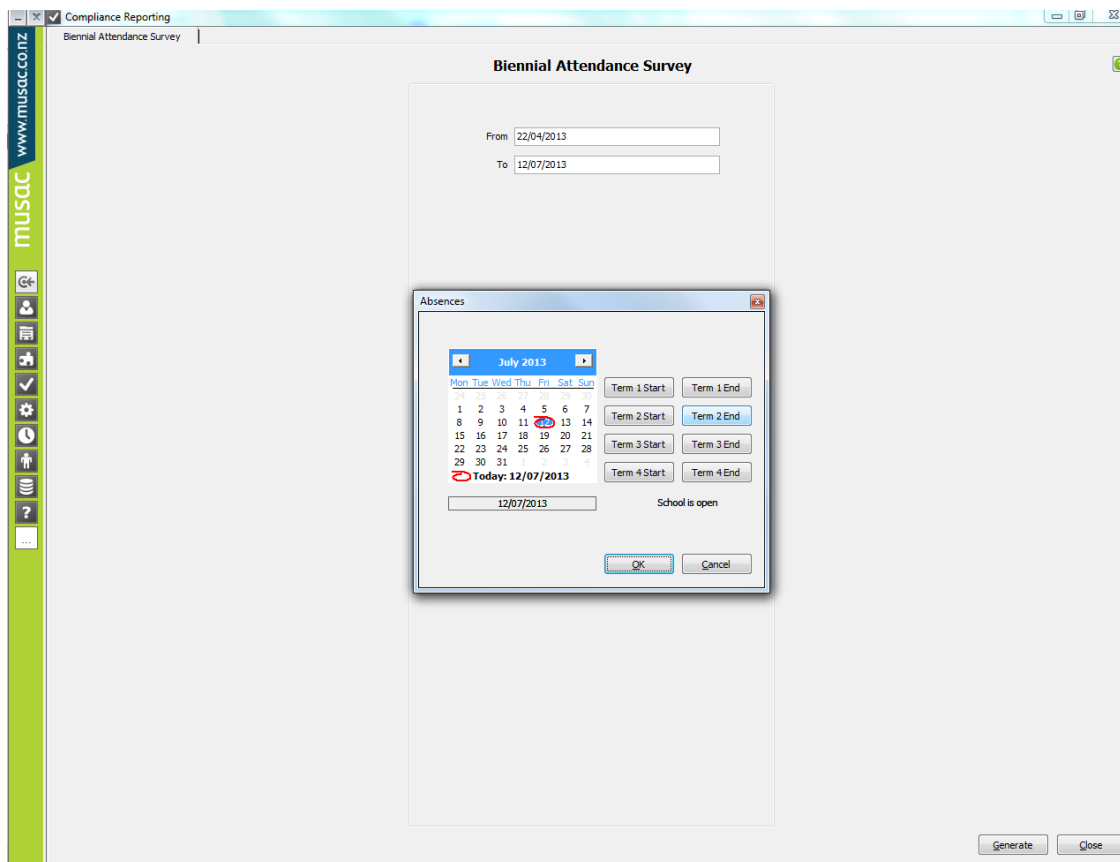 Compliance Reporting
Biennial Attendance Survey
www.musac.co.nz
musac
Biennial Attendance Survey
From 22/04/2013
To 12/07/2013
Absences
July 2013
Mon Tue Wed Thu Fri Sat Sun
24 25 26 27 28 29 30
1 2 3 4 5 6 7
8 9 10 11 12 13 14
15 16 17 18 19 20 21
22 23 24 25 26 27 28
29 30 31 1 2 3 4
Today: 12/07/2013
12/07/2013
Term 1 Start Term 1 End
Term 2 Start Term 2 End
Term 3 Start Term 3 End
Term 4 Start Term 4 End
School is open
OK Cancel
?
...
Generate Close